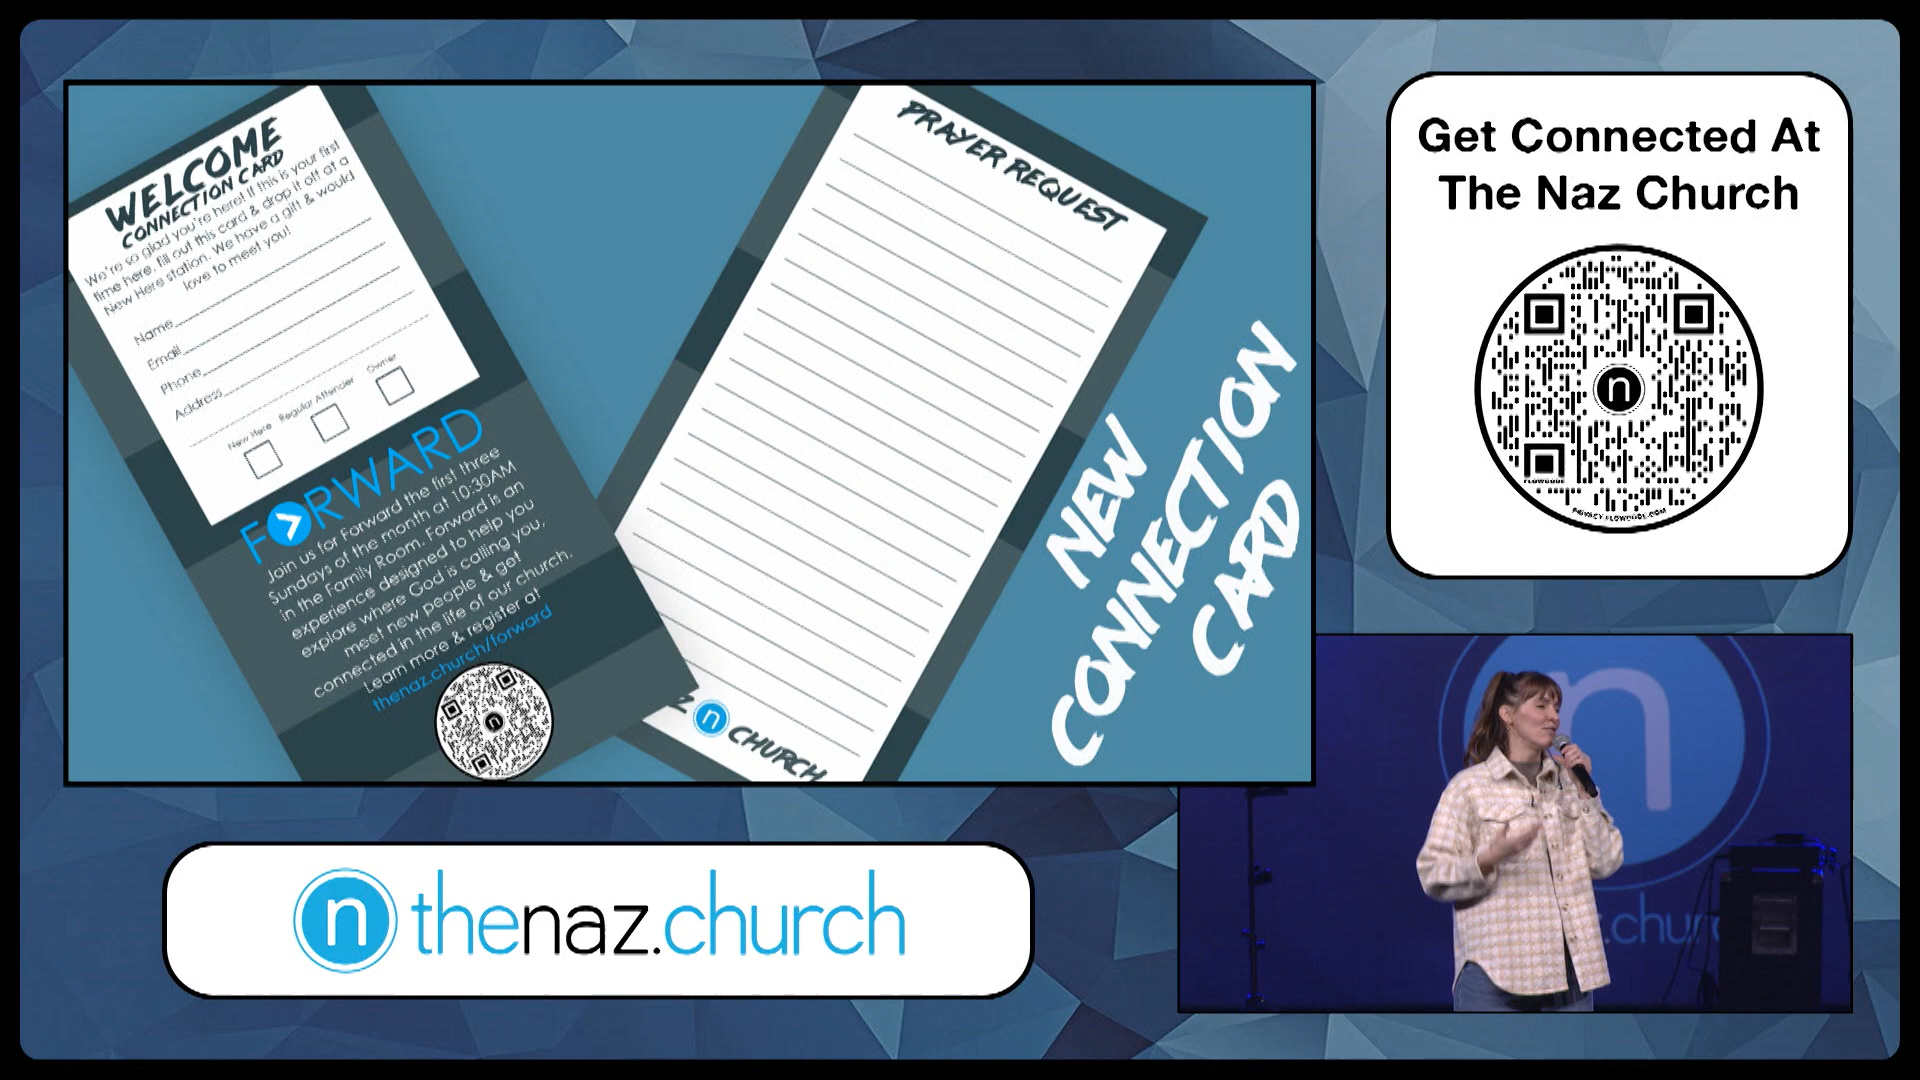 WELCOME
CONNECTION CARD
We're so glad you're here! If this is your first
time here, fill out this card & drop it off at a
New Here station. We have a gift & would
love to meet you!
Name
Email
Phone
Address
New Here
Regular Attender
Owner
FORWARD
Join us for Forward the first three
Sundays of the month at 10:30AM
in the Family Room. Forward is an
experience designed to help you
explore where God is calling you,
meet new people & get
connected in the life of our church.
Learn more & register at
thenaz.church/forward
n
PRAYER REQUEST
Z n CHURCH
NEW
CONNECTION
CARD
Get Connected At
The Naz Church
n
FLOWCODE
PRIVACY.FLOWCODE.COM
n
.church
n thenaz.church